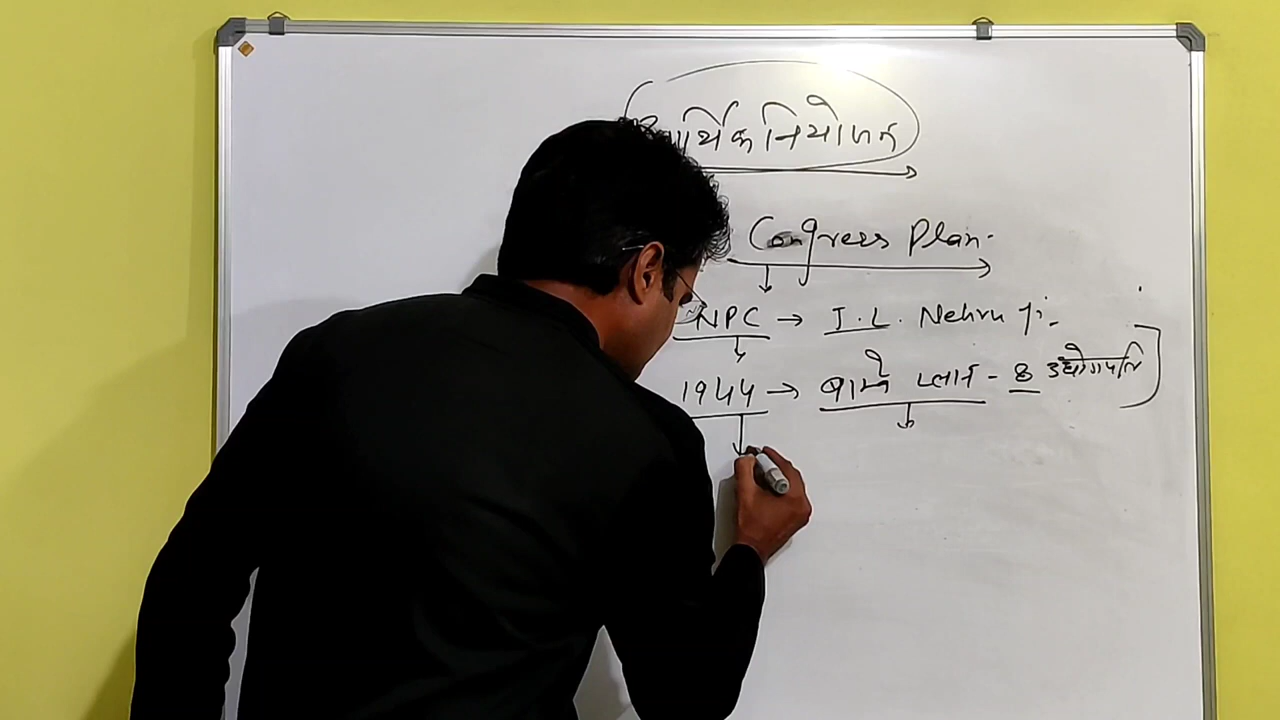 आर्थिक नियोजन
Congress Plan.
NPC → J.L. Nehru Ji-
1944 → बाम्बे प्लान - 8 उद्योगपति